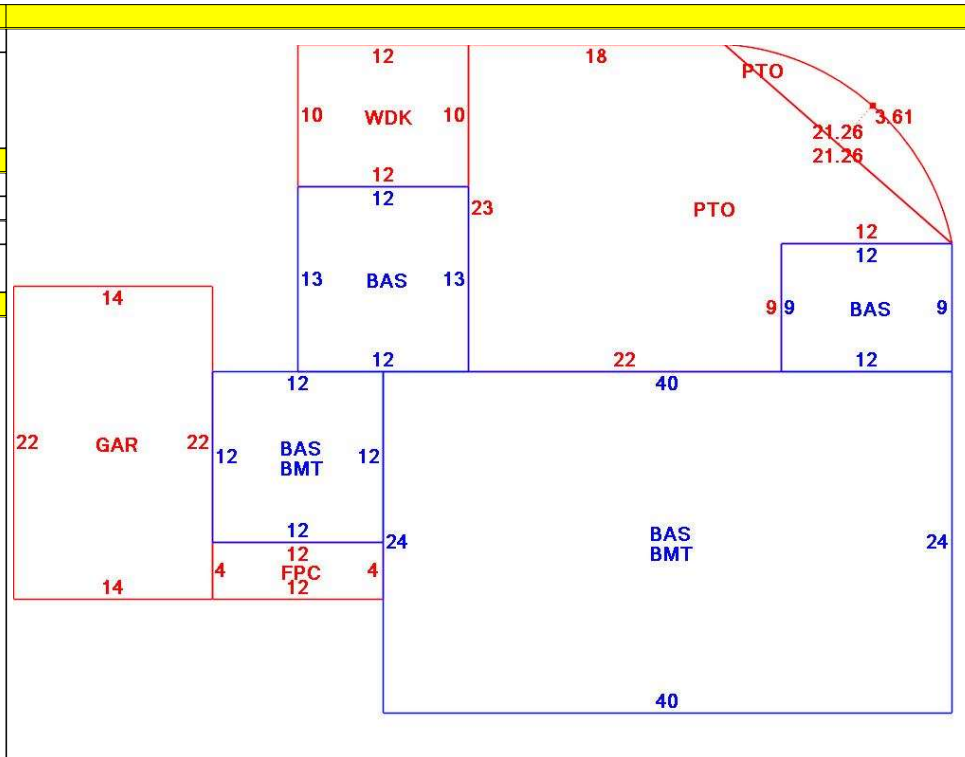 12 18
PTO
10 WDK 10 3.61
21.26
21.26
12
12
23 PTO
12
12
13 BAS 13
9 9 BAS 9
14
12 22 12
12 40
22 GAR 22 12 BAS 12
BMT
12
24 BAS 24
BMT
12
4 FPC 4
14 12
40